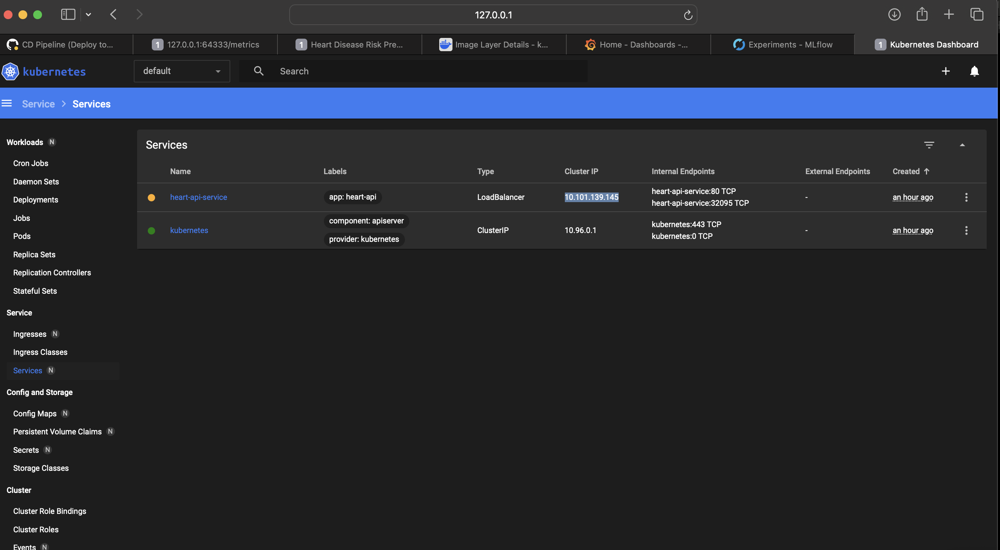 127.0.0.1
CD Pipeline (Deploy to...
1 127.0.0.1:64333/metrics
1 Heart Disease Risk Pre...
Image Layer Details - k...
Home - Dashboards -...
Experiments - MLflow
1 Kubernetes Dashboard
kubernetes
default
Search
Service > Services
Workloads N
Cron Jobs
Daemon Sets
Deployments
Jobs
Pods
Replica Sets
Replication Controllers
Stateful Sets
Service
Ingresses N
Ingress Classes
Services N
Config and Storage
Config Maps N
Persistent Volume Claims N
Secrets N
Storage Classes
Cluster
Cluster Role Bindings
Cluster Roles
Events N
Services
Name Labels Type Cluster IP Internal Endpoints External Endpoints Created
heart-api-service app: heart-api LoadBalancer 10.101.139.145 heart-api-service:80 TCP - an hour ago
heart-api-service:32095 TCP
kubernetes component: apiserver ClusterIP 10.96.0.1 kubernetes:443 TCP - an hour ago
provider: kubernetes kubernetes:0 TCP